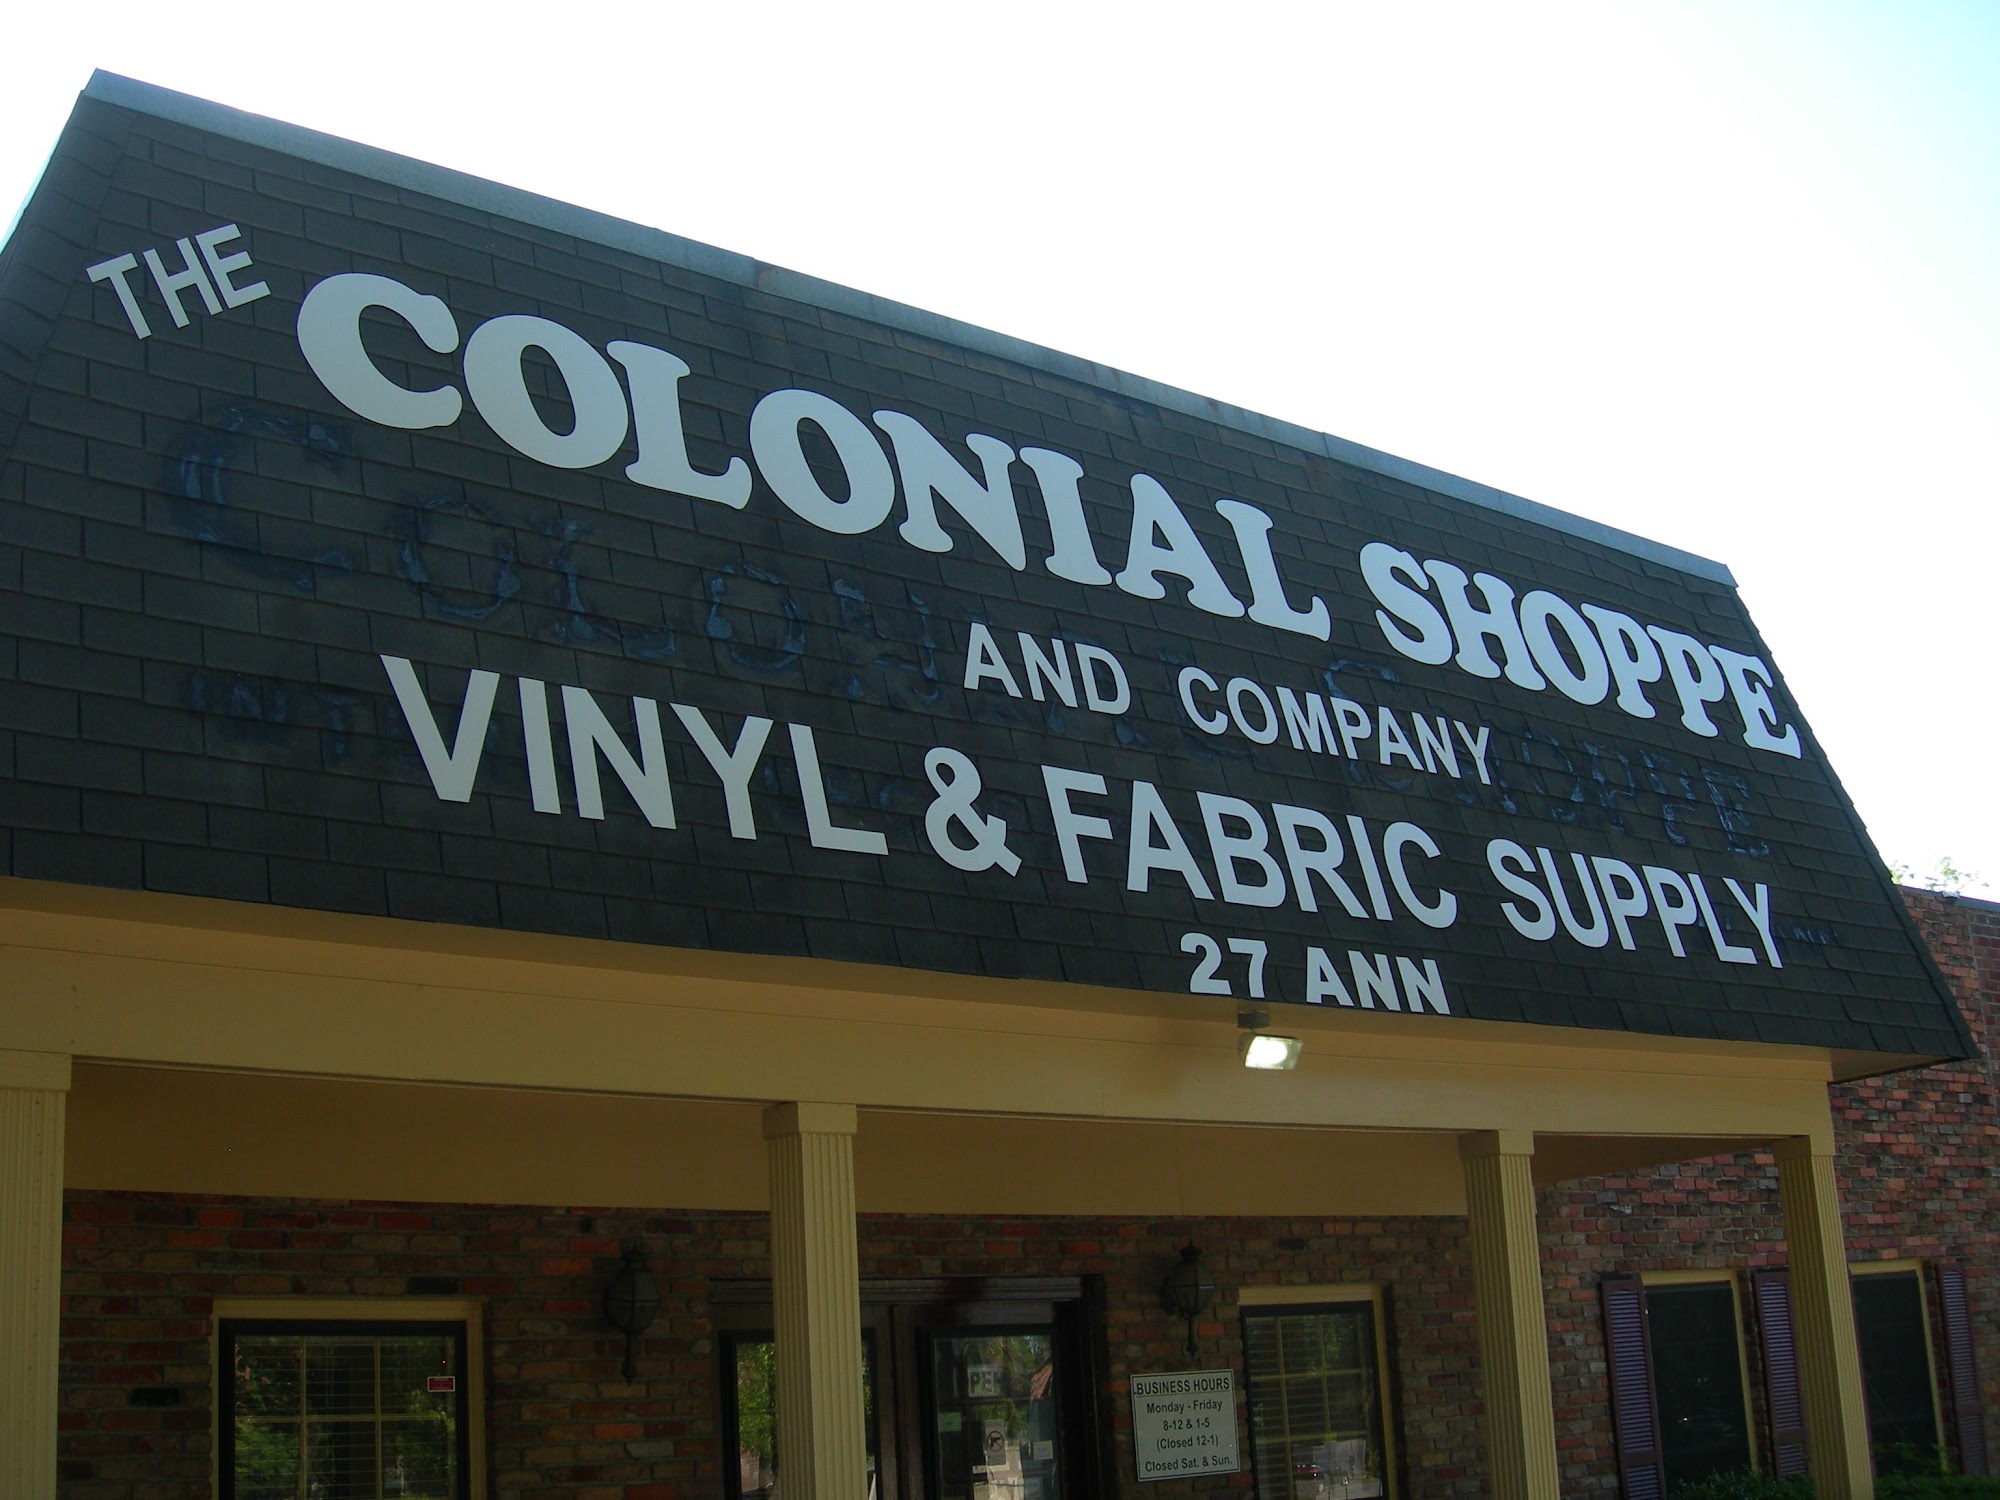 THE
COLONIAL SHOPPE
AND COMPANY
VINYL & FABRIC SUPPLY
27 ANN
BUSINESS HOURS
Monday - Friday
8-12 & 1-5
(Closed 12-1)
Closed Sat. & Sun.